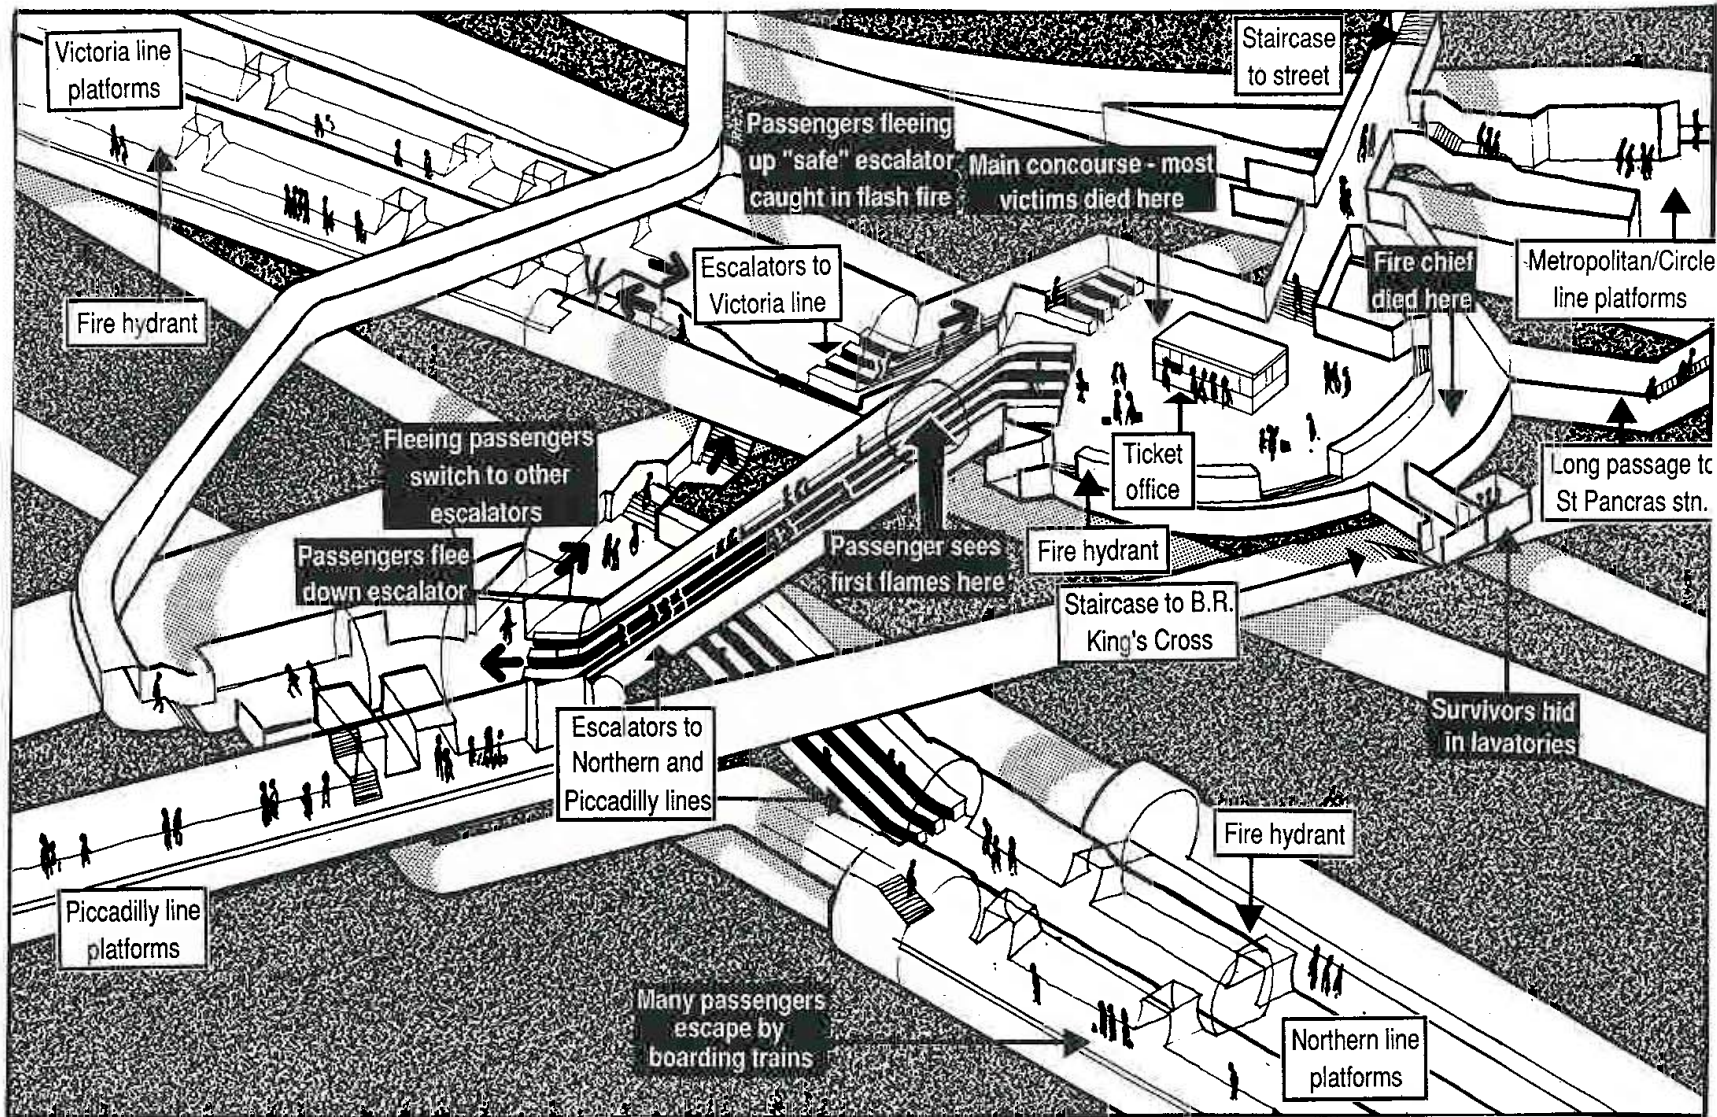 Victoria line
platforms
Staircase
to street
Passengers fleeing
up "safe" escalator
caught in flash fire
Main concourse - most
victims died here
Escalators to
Victoria line
Fire chief
died here
Metropolitan/Circle
line platforms
Fire hydrant
Fleeing passengers
switch to other
escalators
Ticket
office
Long passage to
St Pancras stn.
Passengers flee
down escalator
Passenger sees
first flames here
Fire hydrant
Staircase to B.R.
King's Cross
Survivors hid
in lavatories
Escalators to
Northern and
Piccadilly lines
Fire hydrant
Piccadilly line
platforms
Many passengers
escape by
boarding trains
Northern line
platforms